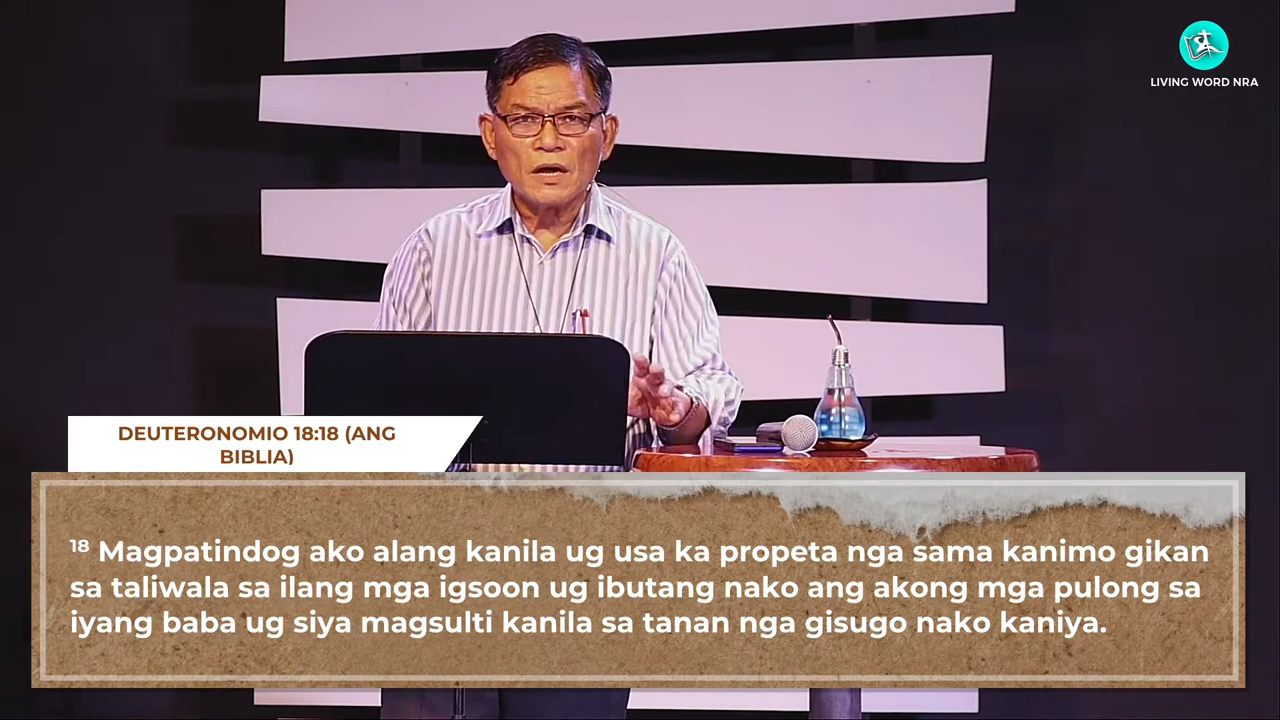 LIVING WORD NRA
DEUTERONOMIO 18:18 (ANG
BIBLIA)
¹⁸ Magpatindog ako alang kanila ug usa ka propeta nga sama kanimo gikan
sa taliwala sa ilang mga igsoon ug ibutang nako ang akong mga pulong sa
iyang baba ug siya magsulti kanila sa tanan nga gisugo nako kaniya.